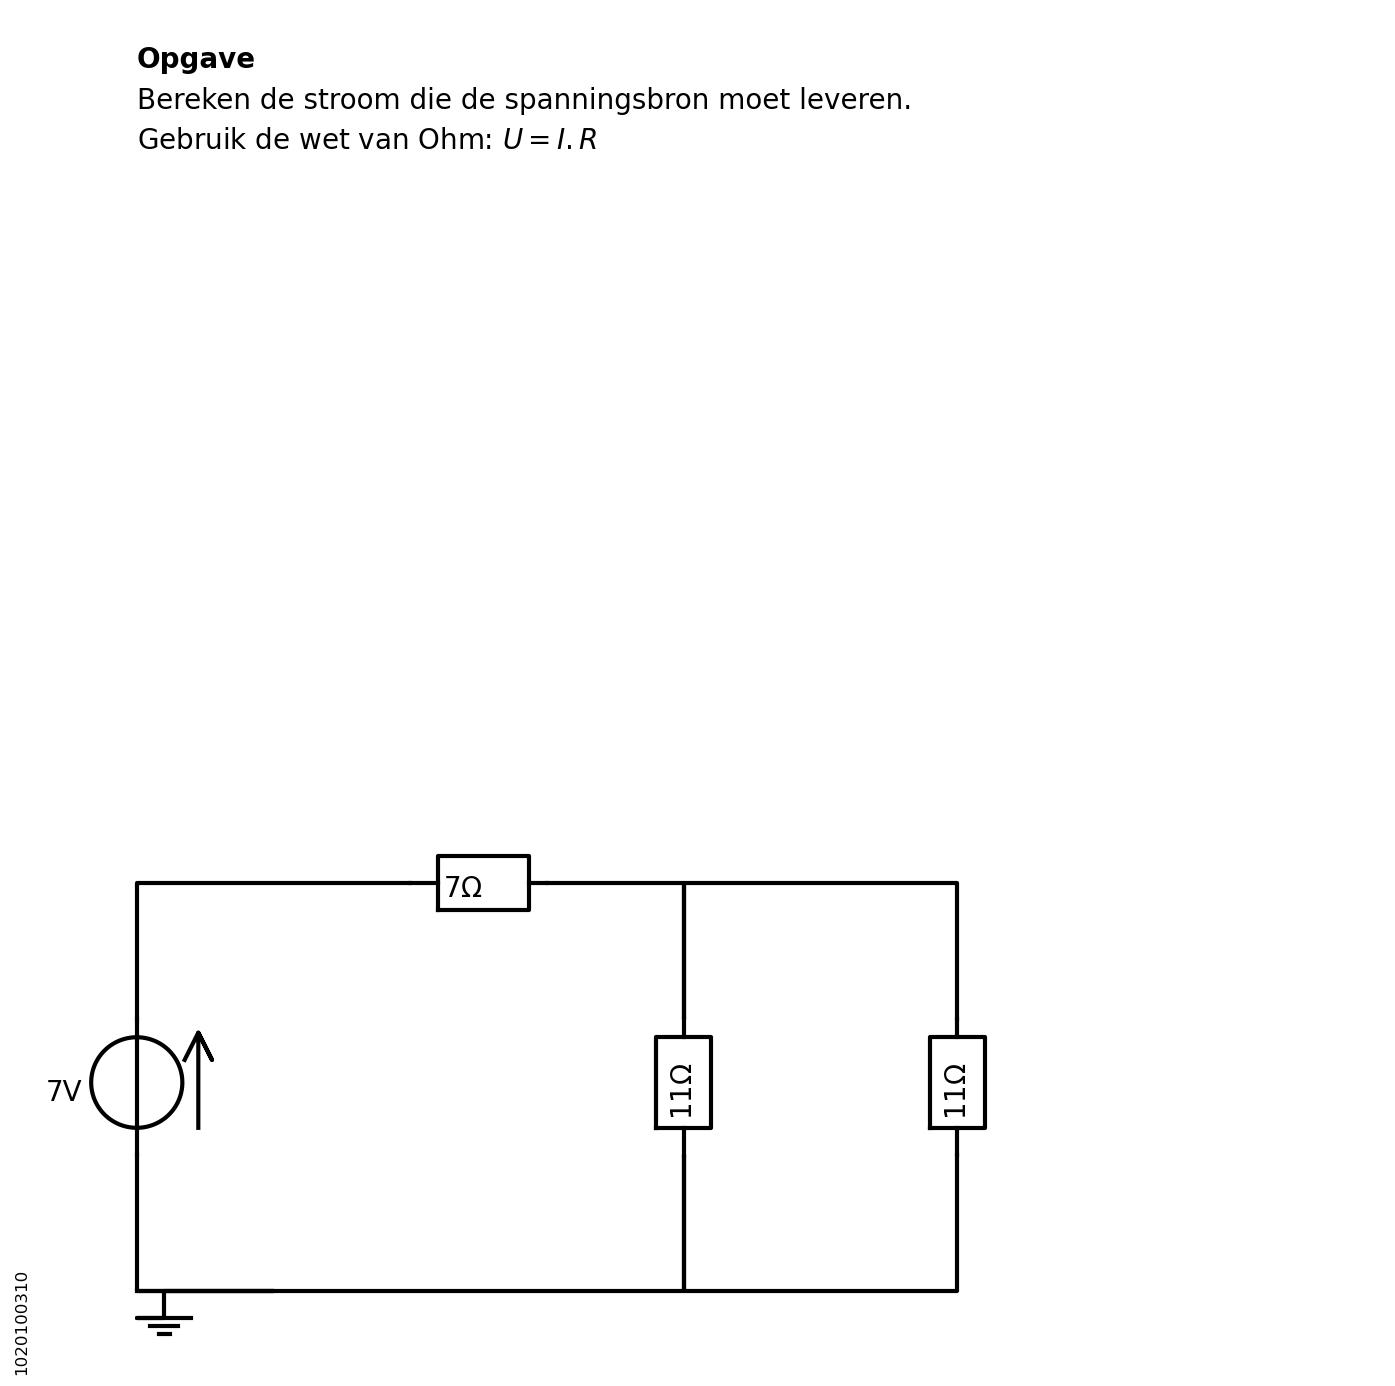 Opgave
Bereken de stroom die de spanningsbron moet leveren.
Gebruik de wet van Ohm: U = I.R
7Ω
7V
11Ω
11Ω
1020100310